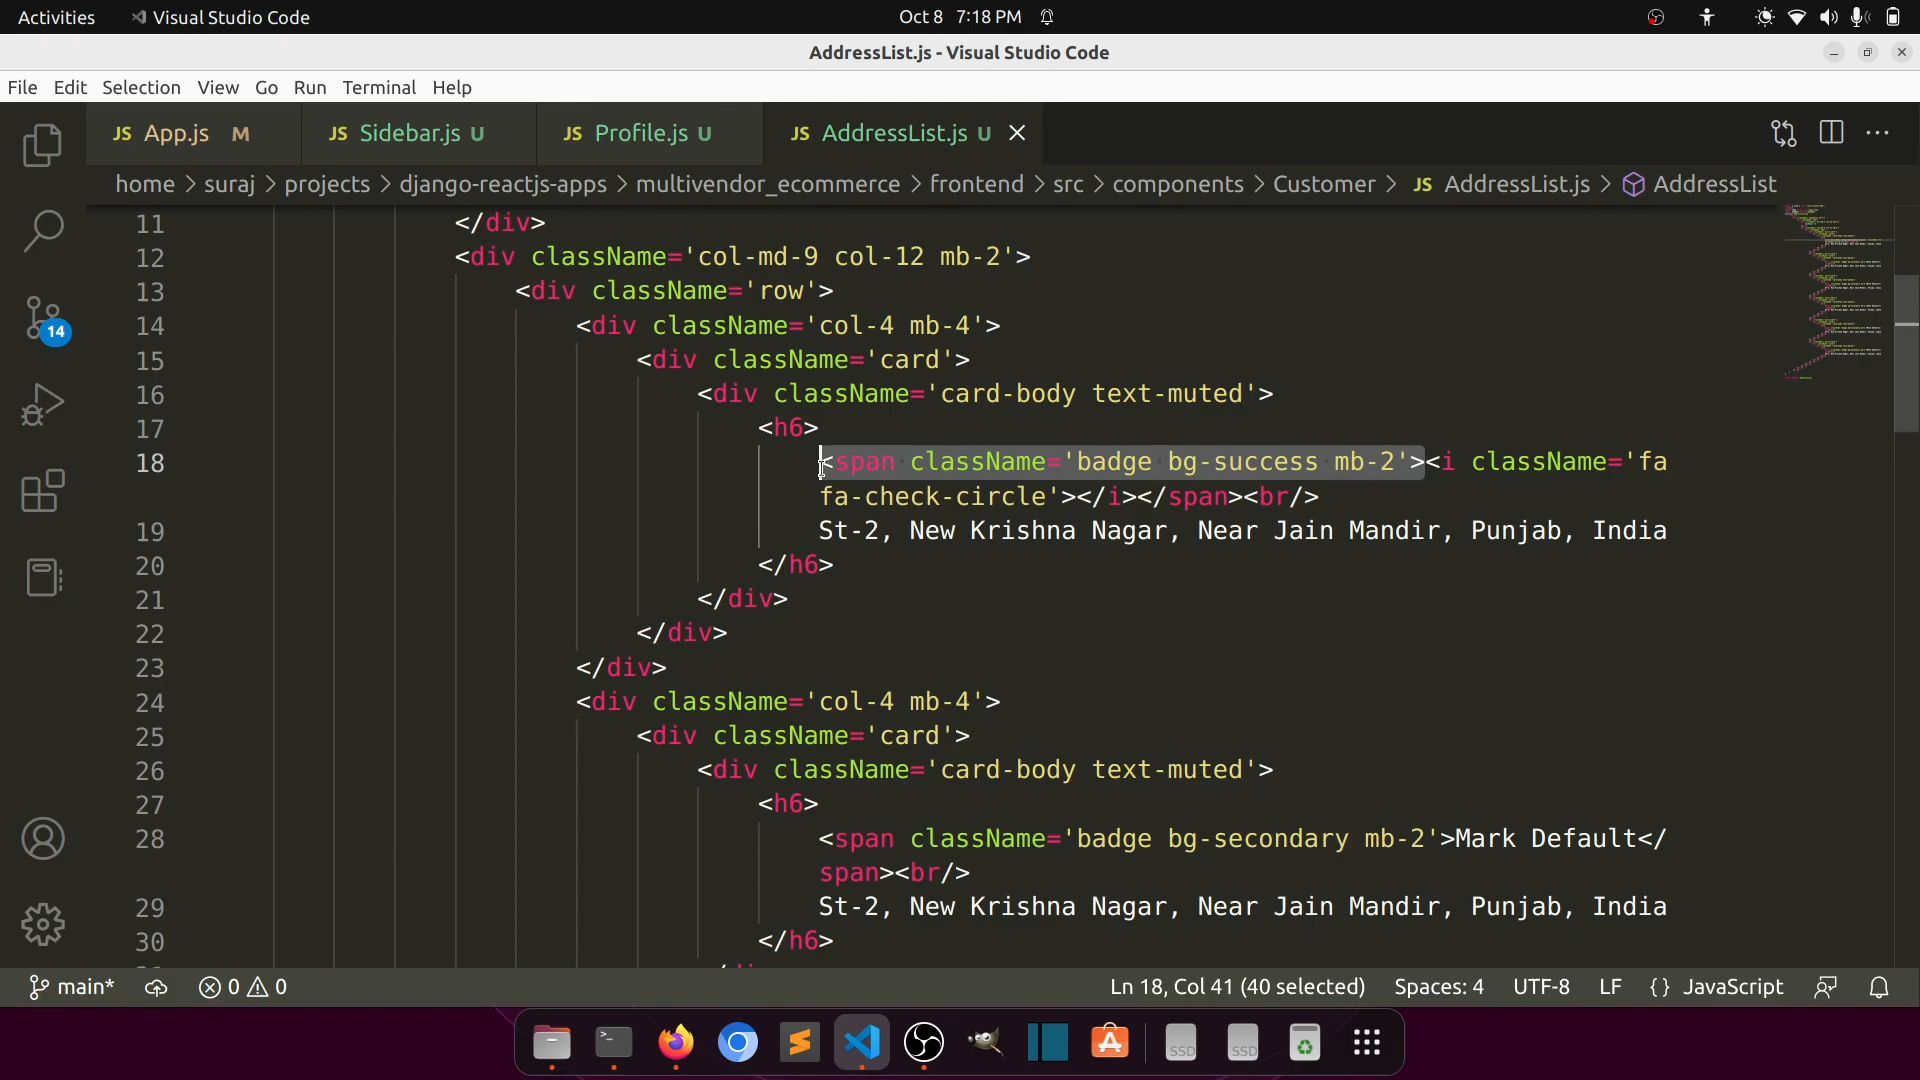 Activities Visual Studio Code Oct 8 7:18 PM
AddressList.js - Visual Studio Code
File Edit Selection View Go Run Terminal Help
JS App.js M JS Sidebar.js U JS Profile.js U JS AddressList.js U
home > suraj > projects > django-reactjs-apps > multivendor_ecommerce > frontend > src > components > Customer > JS AddressList.js > AddressList
11 </div>
12 <div className='col-md-9 col-12 mb-2'>
13 <div className='row'>
14 <div className='col-4 mb-4'>
15 <div className='card'>
16 <div className='card-body text-muted'>
17 <h6>
18 <span className='badge bg-success mb-2'><i className='fa
fa-check-circle'></i></span><br/>
19 St-2, New Krishna Nagar, Near Jain Mandir, Punjab, India
20 </h6>
21 </div>
22 </div>
23 </div>
24 <div className='col-4 mb-4'>
25 <div className='card'>
26 <div className='card-body text-muted'>
27 <h6>
28 <span className='badge bg-secondary mb-2'>Mark Default</
span><br/>
29 St-2, New Krishna Nagar, Near Jain Mandir, Punjab, India
30 </h6>
14
main* 0 0 Ln 18, Col 41 (40 selected) Spaces: 4 UTF-8 LF {} JavaScript
SSD SSD